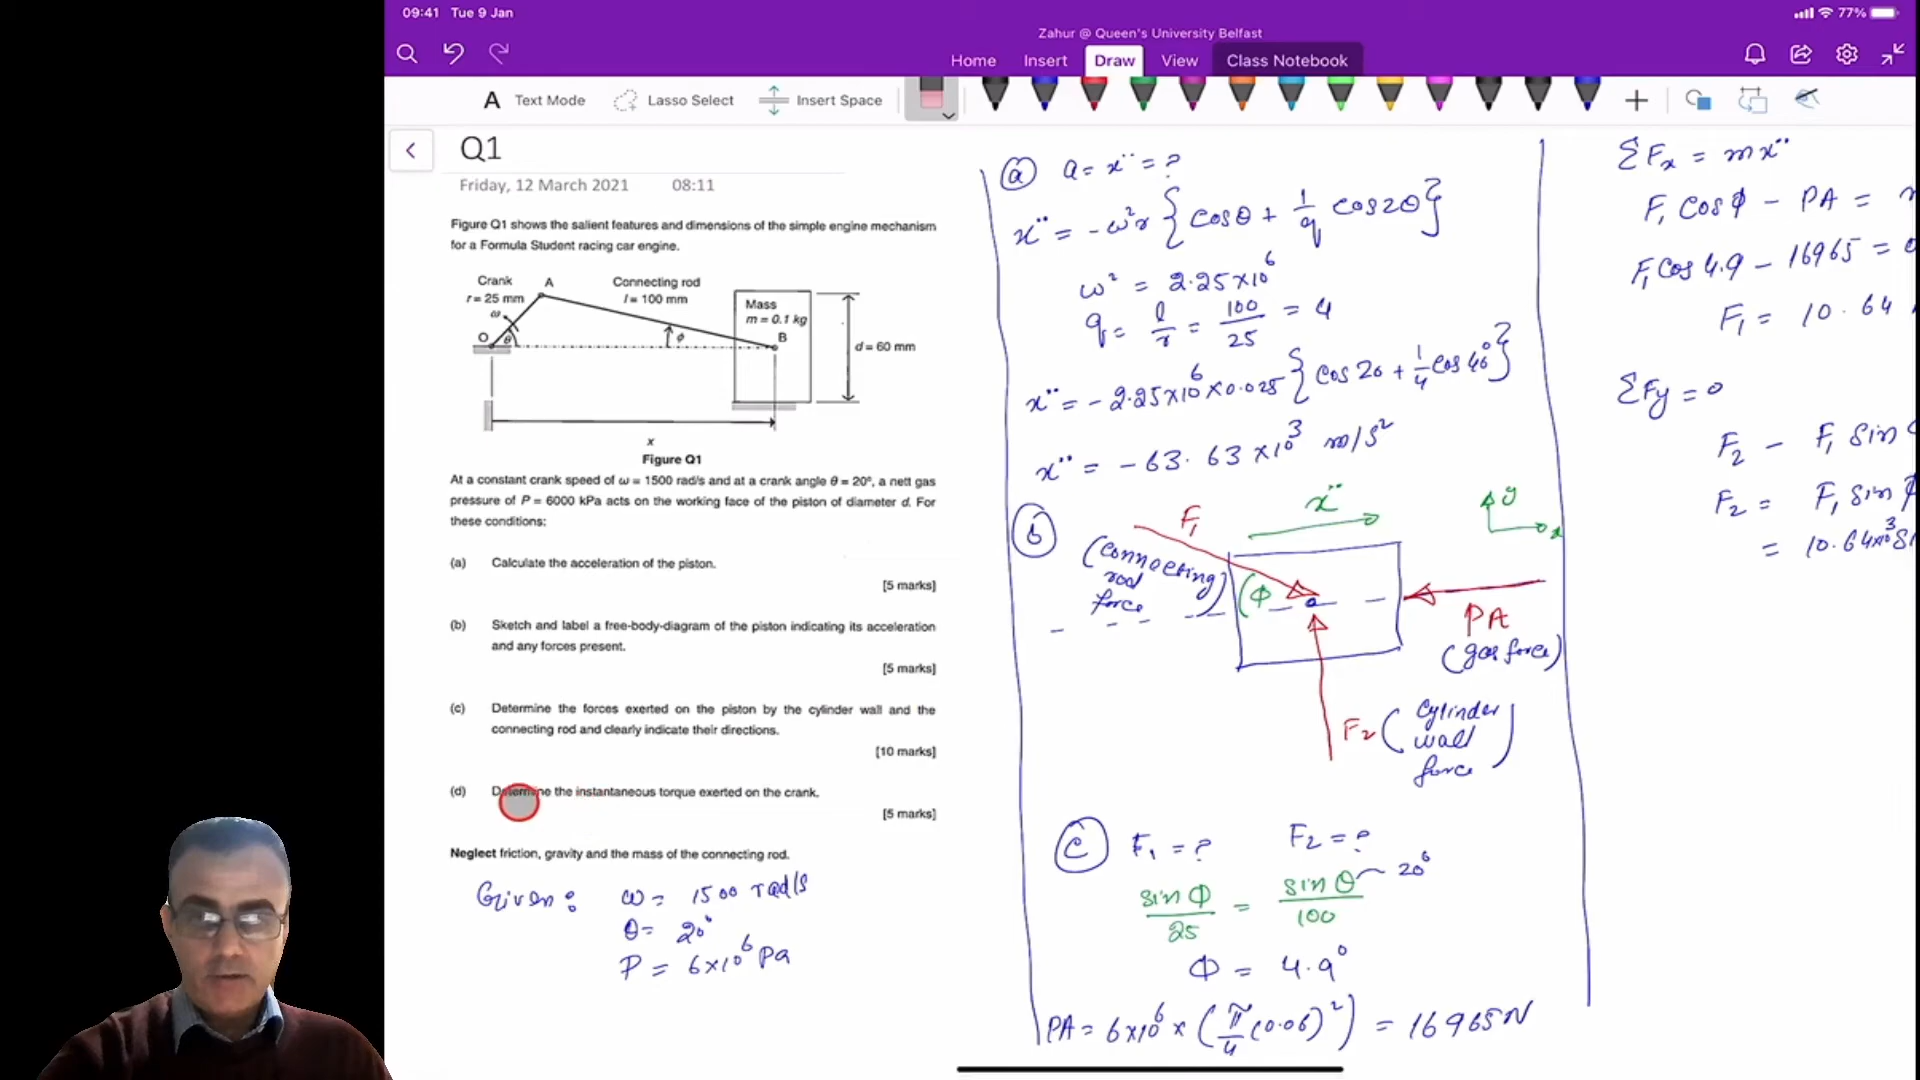 09:41 Tue 9 Jan
77%
Zahur @ Queen's University Belfast
Home Insert Draw View Class Notebook
A Text Mode Lasso Select Insert Space
Q1
Friday, 12 March 2021 08:11
Figure Q1 shows the salient features and dimensions of the simple engine mechanism
for a Formula Student racing car engine.
Crank
r = 25 mm
A
Connecting rod
l = 100 mm
Mass
m = 0.1 kg
ω
O
θ
φ
B
d = 60 mm
x
Figure Q1
At a constant crank speed of ω = 1500 rad/s and at a crank angle θ = 20°, a nett gas
pressure of P = 6000 kPa acts on the working face of the piston of diameter d. For
these conditions:
(a) Calculate the acceleration of the piston.
[5 marks]
(b) Sketch and label a free-body-diagram of the piston indicating its acceleration
and any forces present.
[5 marks]
(c) Determine the forces exerted on the piston by the cylinder wall and the
connecting rod and clearly indicate their directions.
[10 marks]
(d) Determine the instantaneous torque exerted on the crank.
[5 marks]
Neglect friction, gravity and the mass of the connecting rod.
Given: ω = 1500 rad/s
θ = 20°
P = 6×10⁶ Pa
(a) a = x¨ = ?
x¨ = -ω²r {cosθ + 1/q cos2θ}
ω² = 2.25×10⁶
q = l/r = 100/25 = 4
x¨ = -2.25×10⁶×0.025 {cos20 + 1/4 cos40°}
x¨ = -63.63×10³ m/s²
(b)
F₁
(connecting
rod
force)
x¨
y
x
φ
PA
(gas force)
F₂ (cylinder
wall
force)
(c) F₁ = ? F₂ = ?
sin φ/25 = sin θ/100 20°
φ = 4.9°
PA = 6×10⁶ × (π/4 (0.06)²) = 16965 N
ΣFx = mx¨
F₁ cosφ - PA =
F₁ cos 4.9 - 16965 =
F₁ = 10.64
ΣFy = 0
F₂ - F₁ sin
F₂ = F₁ sin φ
= 10.64×10³